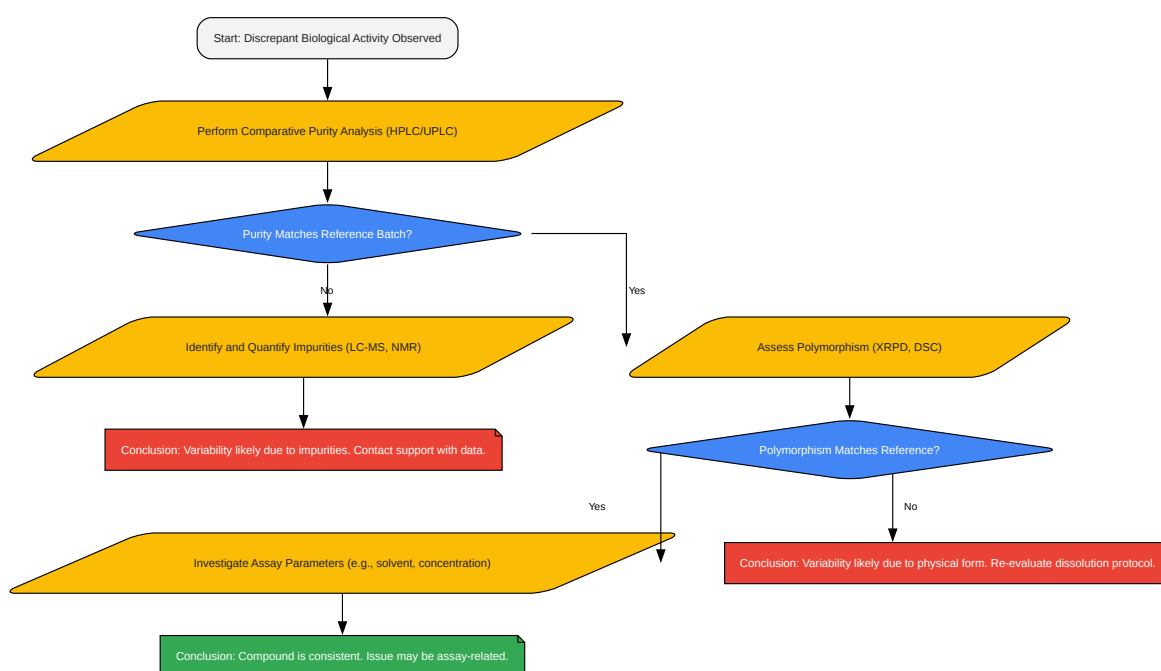 Start: Discrepant Biological Activity Observed
Perform Comparative Purity Analysis (HPLC/UPLC)
Purity Matches Reference Batch?
No
Yes
Identify and Quantify Impurities (LC-MS, NMR)
Assess Polymorphism (XRPD, DSC)
Conclusion: Variability likely due to impurities. Contact support with data.
Polymorphism Matches Reference?
Yes
No
Investigate Assay Parameters (e.g., solvent, concentration)
Conclusion: Variability likely due to physical form. Re-evaluate dissolution protocol.
Conclusion: Compound is consistent. Issue may be assay-related.